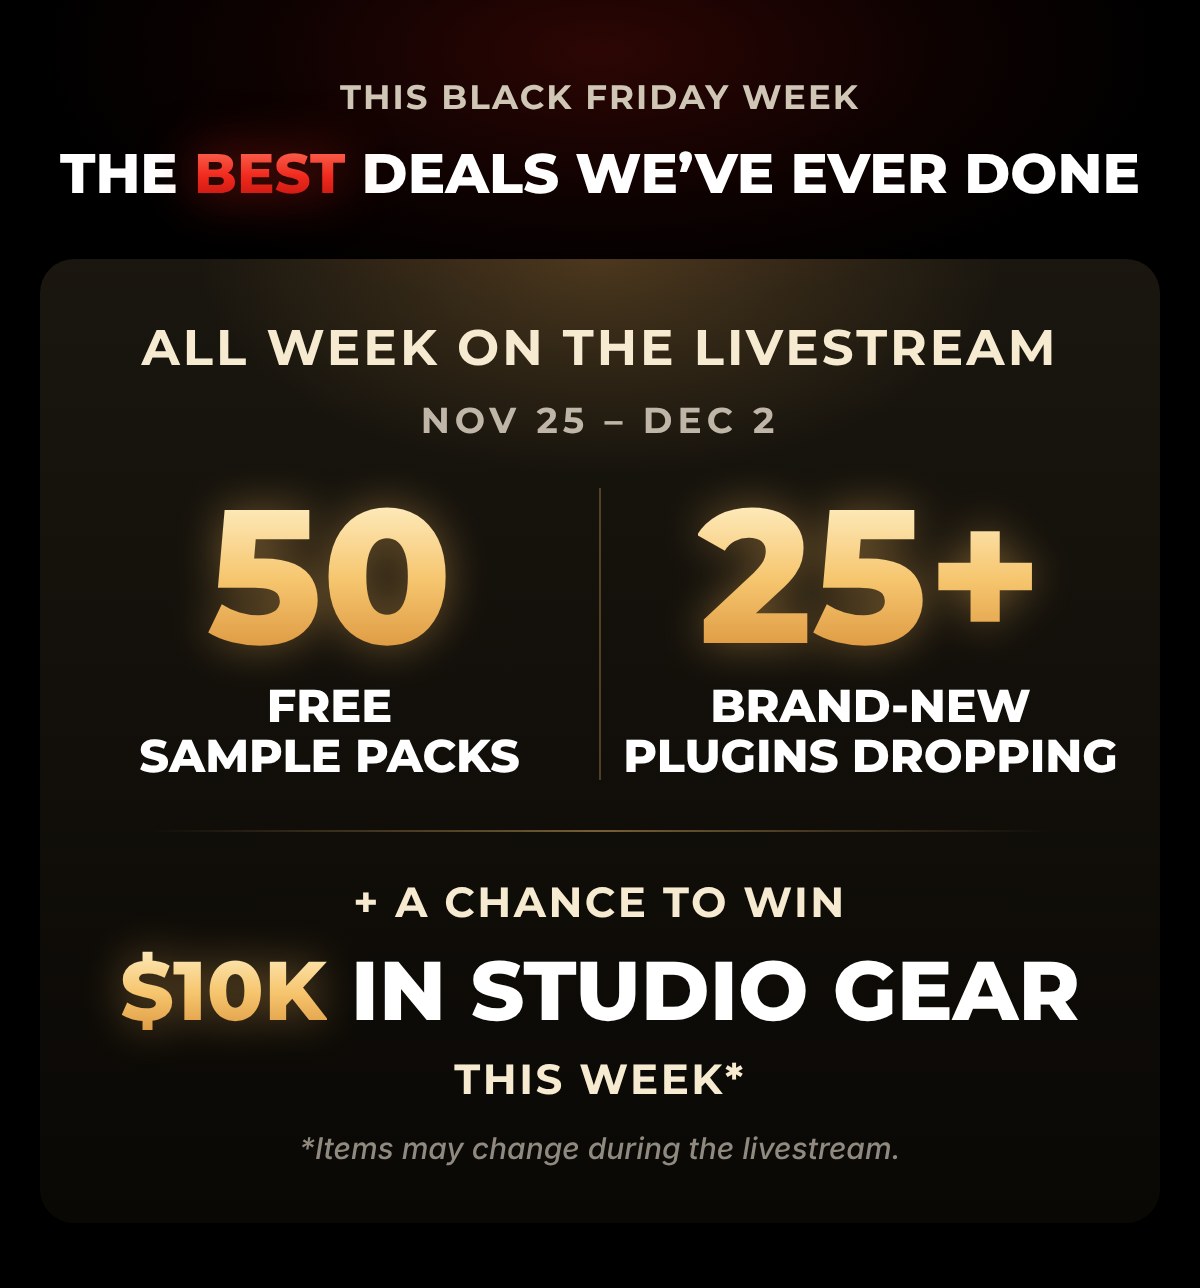 THIS BLACK FRIDAY WEEK
THE BEST DEALS WE’VE EVER DONE
ALL WEEK ON THE LIVESTREAM
NOV 25 – DEC 2
50
FREE
SAMPLE PACKS
25+
BRAND-NEW
PLUGINS DROPPING
+ A CHANCE TO WIN
$10K IN STUDIO GEAR
THIS WEEK*
*Items may change during the livestream.